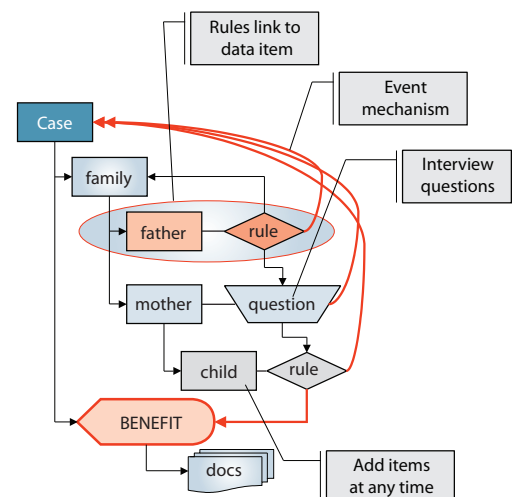 Rules link to
data item
Event
mechanism
Case
Interview
questions
family
father
rule
mother
question
child
rule
BENEFIT
docs
Add items
at any time